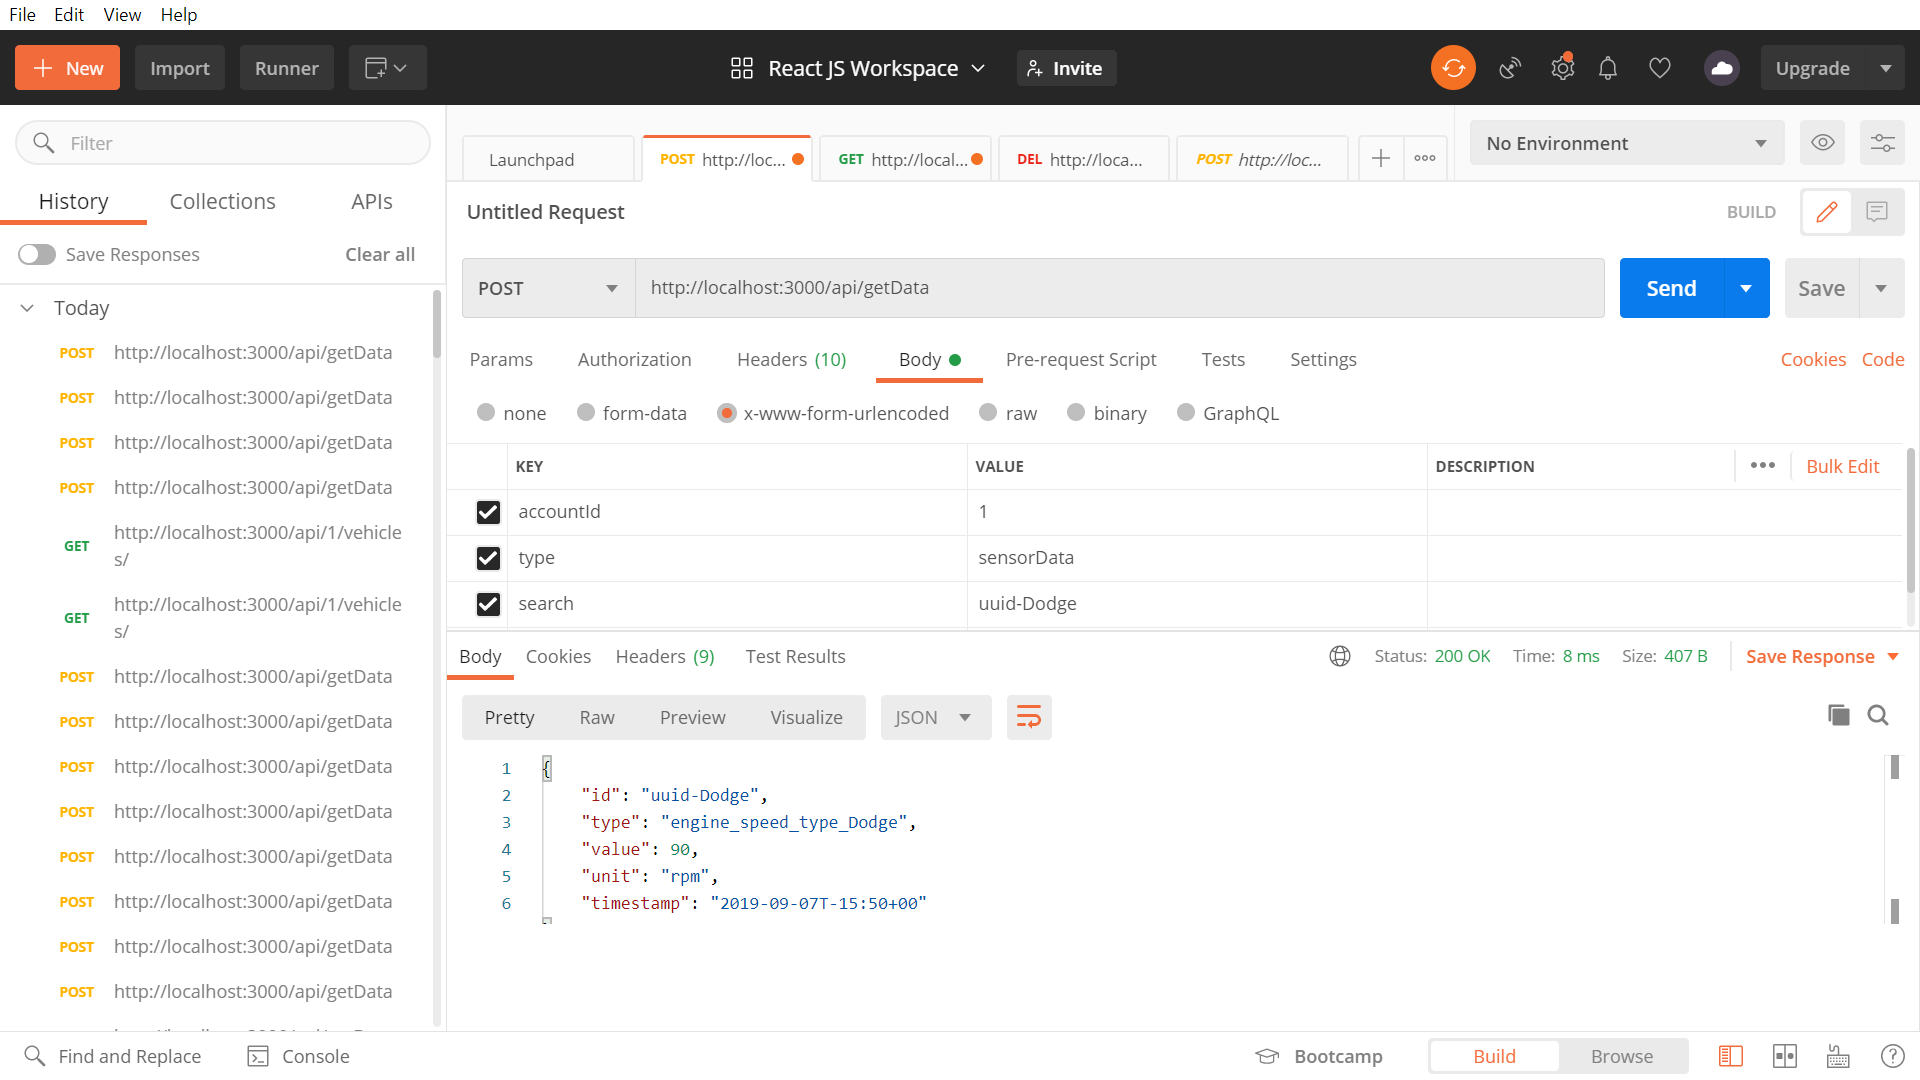 File Edit View Help
New Import Runner React JS Workspace Invite Upgrade
Filter
History Collections APIs
Save Responses Clear all
Today
POST http://localhost:3000/api/getData
POST http://localhost:3000/api/getData
POST http://localhost:3000/api/getData
POST http://localhost:3000/api/getData
GET http://localhost:3000/api/1/vehicle
s/
GET http://localhost:3000/api/1/vehicle
s/
POST http://localhost:3000/api/getData
POST http://localhost:3000/api/getData
POST http://localhost:3000/api/getData
POST http://localhost:3000/api/getData
POST http://localhost:3000/api/getData
POST http://localhost:3000/api/getData
POST http://localhost:3000/api/getData
POST http://localhost:3000/api/getData
Launchpad POST http://loc... GET http://local... DEL http://loca... POST http://loc... No Environment
Untitled Request BUILD
POST http://localhost:3000/api/getData Send Save
Params Authorization Headers (10) Body Pre-request Script Tests Settings Cookies Code
none form-data x-www-form-urlencoded raw binary GraphQL
KEY VALUE DESCRIPTION Bulk Edit
accountId 1
type sensorData
search uuid-Dodge
Body Cookies Headers (9) Test Results Status: 200 OK Time: 8 ms Size: 407 B Save Response
Pretty Raw Preview Visualize JSON
1 {
2 "id": "uuid-Dodge",
3 "type": "engine_speed_type_Dodge",
4 "value": 90,
5 "unit": "rpm",
6 "timestamp": "2019-09-07T-15:50+00"
Find and Replace Console Bootcamp Build Browse